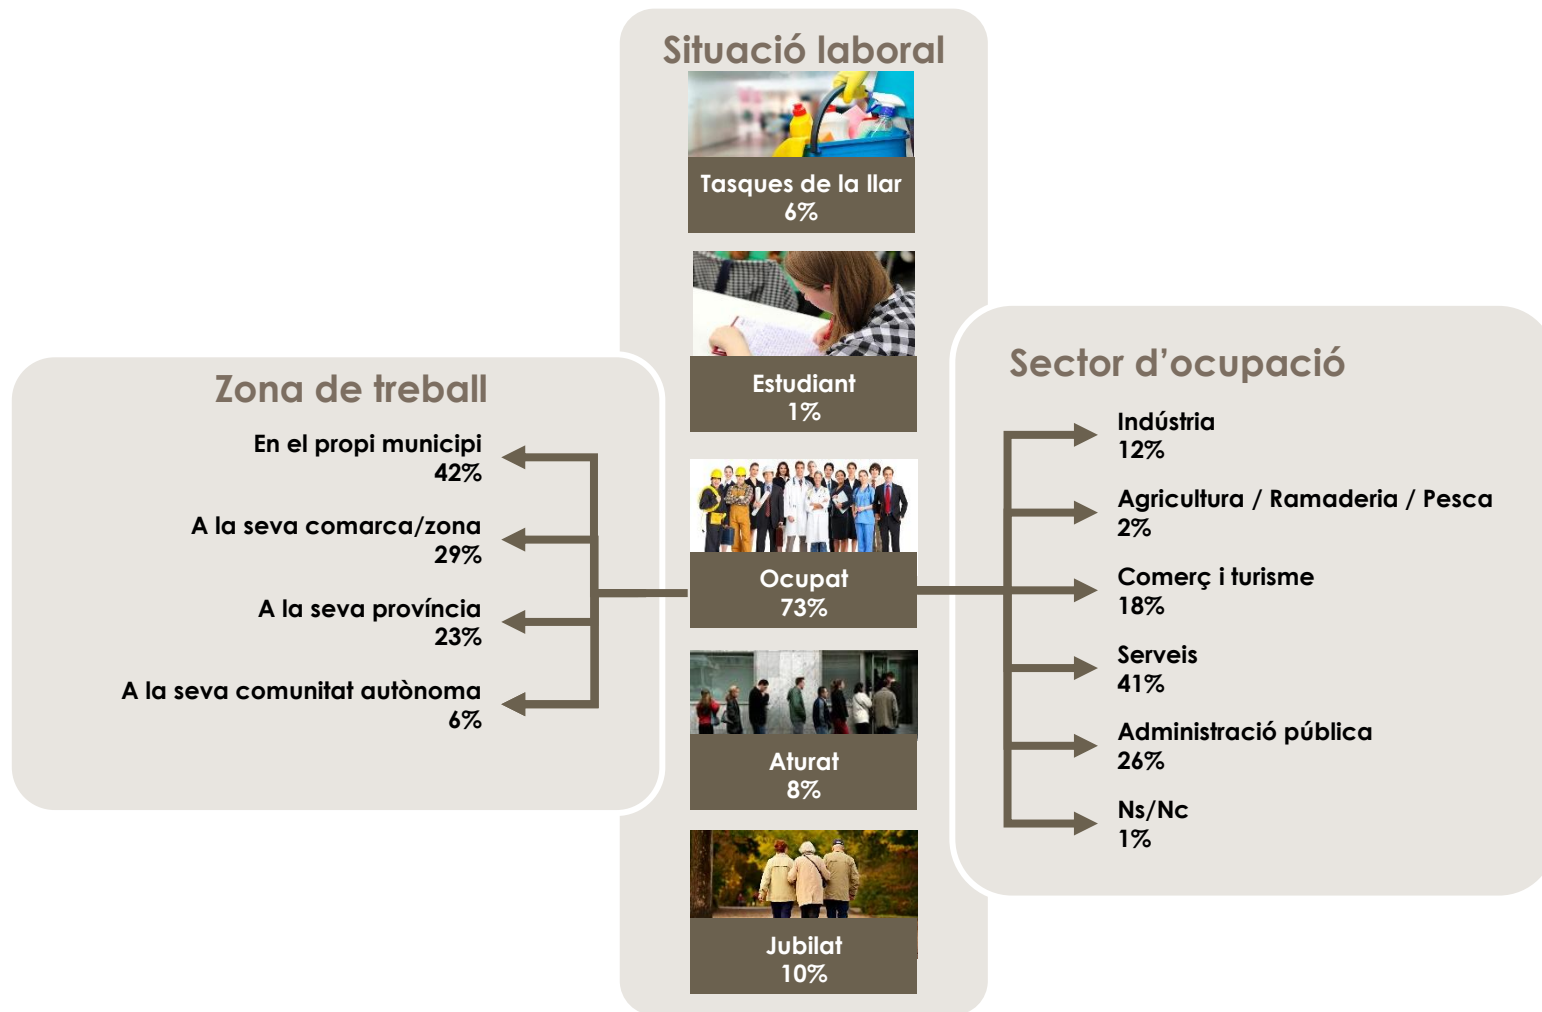 Situació laboral
Tasques de la llar
6%
Estudiant
1%
Ocupat
73%
Aturat
8%
Jubilat
10%
Zona de treball
En el propi municipi
42%
A la seva comarca/zona
29%
A la seva província
23%
A la seva comunitat autònoma
6%
Sector d’ocupació
Indústria
12%
Agricultura / Ramaderia / Pesca
2%
Comerç i turisme
18%
Serveis
41%
Administració pública
26%
Ns/Nc
1%